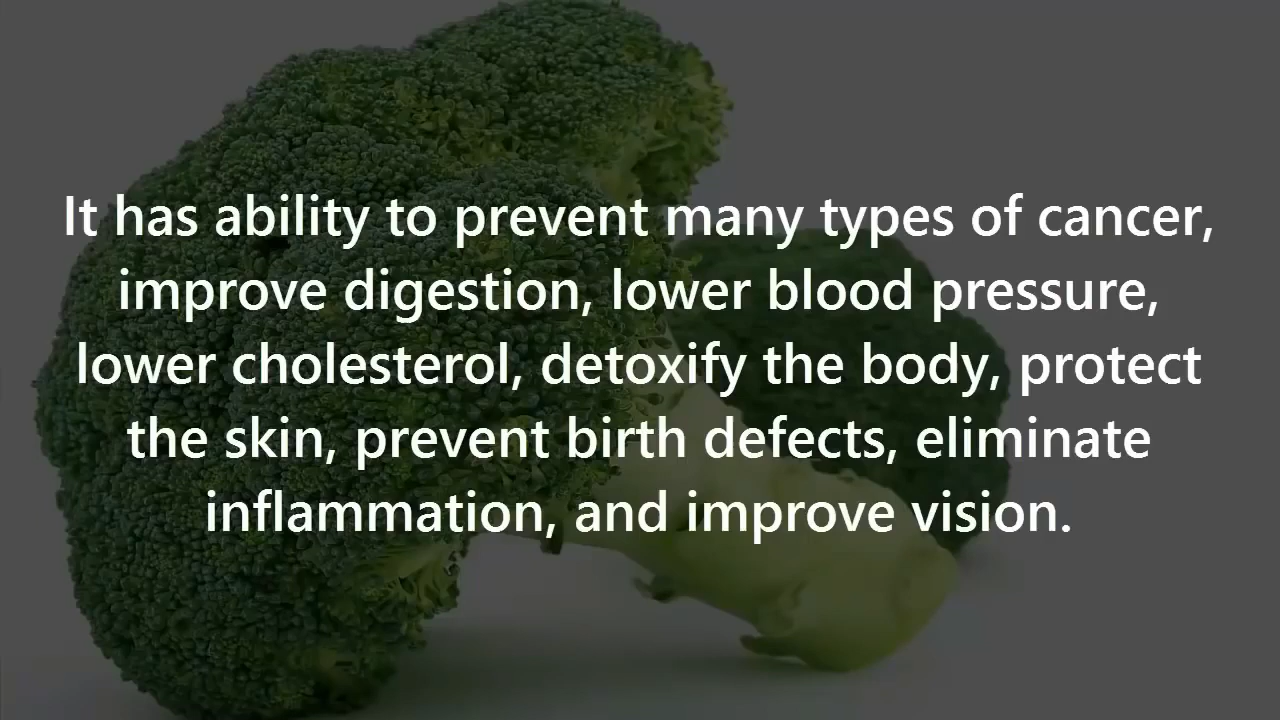 It has ability to prevent many types of cancer,
improve digestion, lower blood pressure,
lower cholesterol, detoxify the body, protect
the skin, prevent birth defects, eliminate
inflammation, and improve vision.